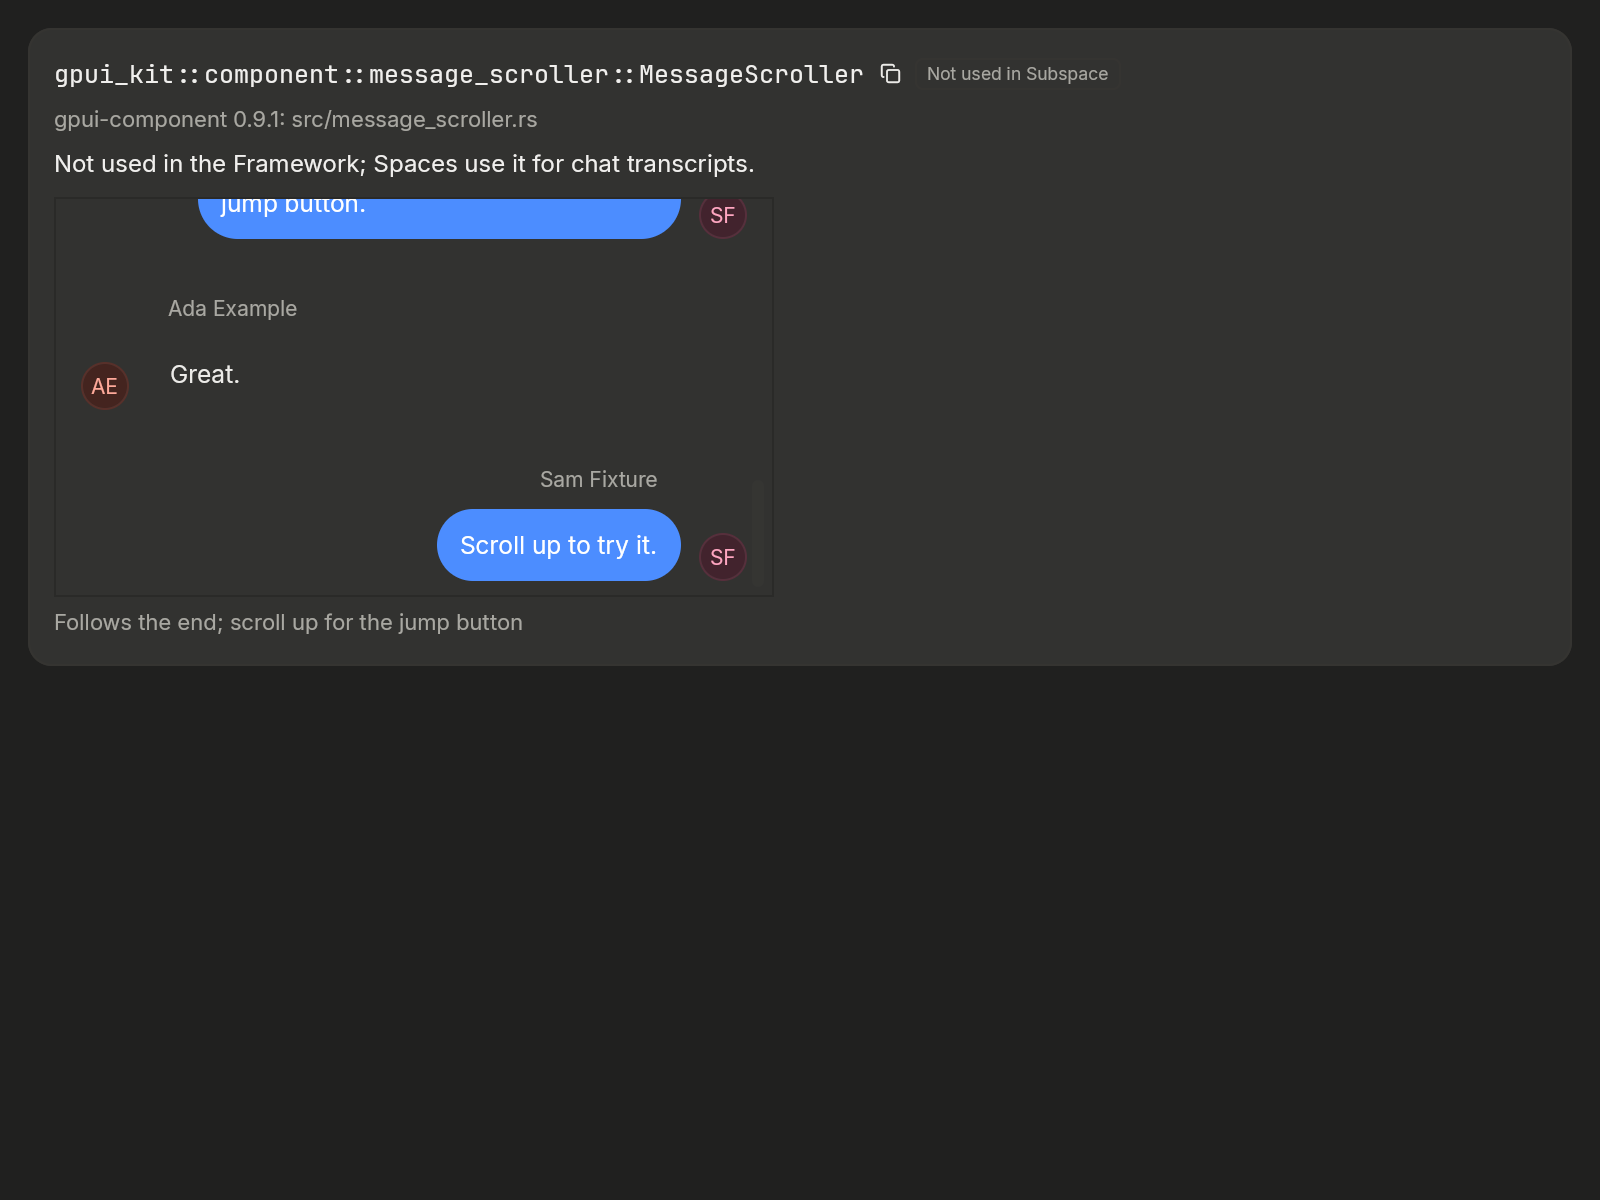 gpui_kit::component::message_scroller::MessageScroller
Not used in Subspace
gpui-component 0.9.1: src/message_scroller.rs
Not used in the Framework; Spaces use it for chat transcripts.
jump button.
SF
Ada Example
AE
Great.
Sam Fixture
Scroll up to try it.
SF
Follows the end; scroll up for the jump button